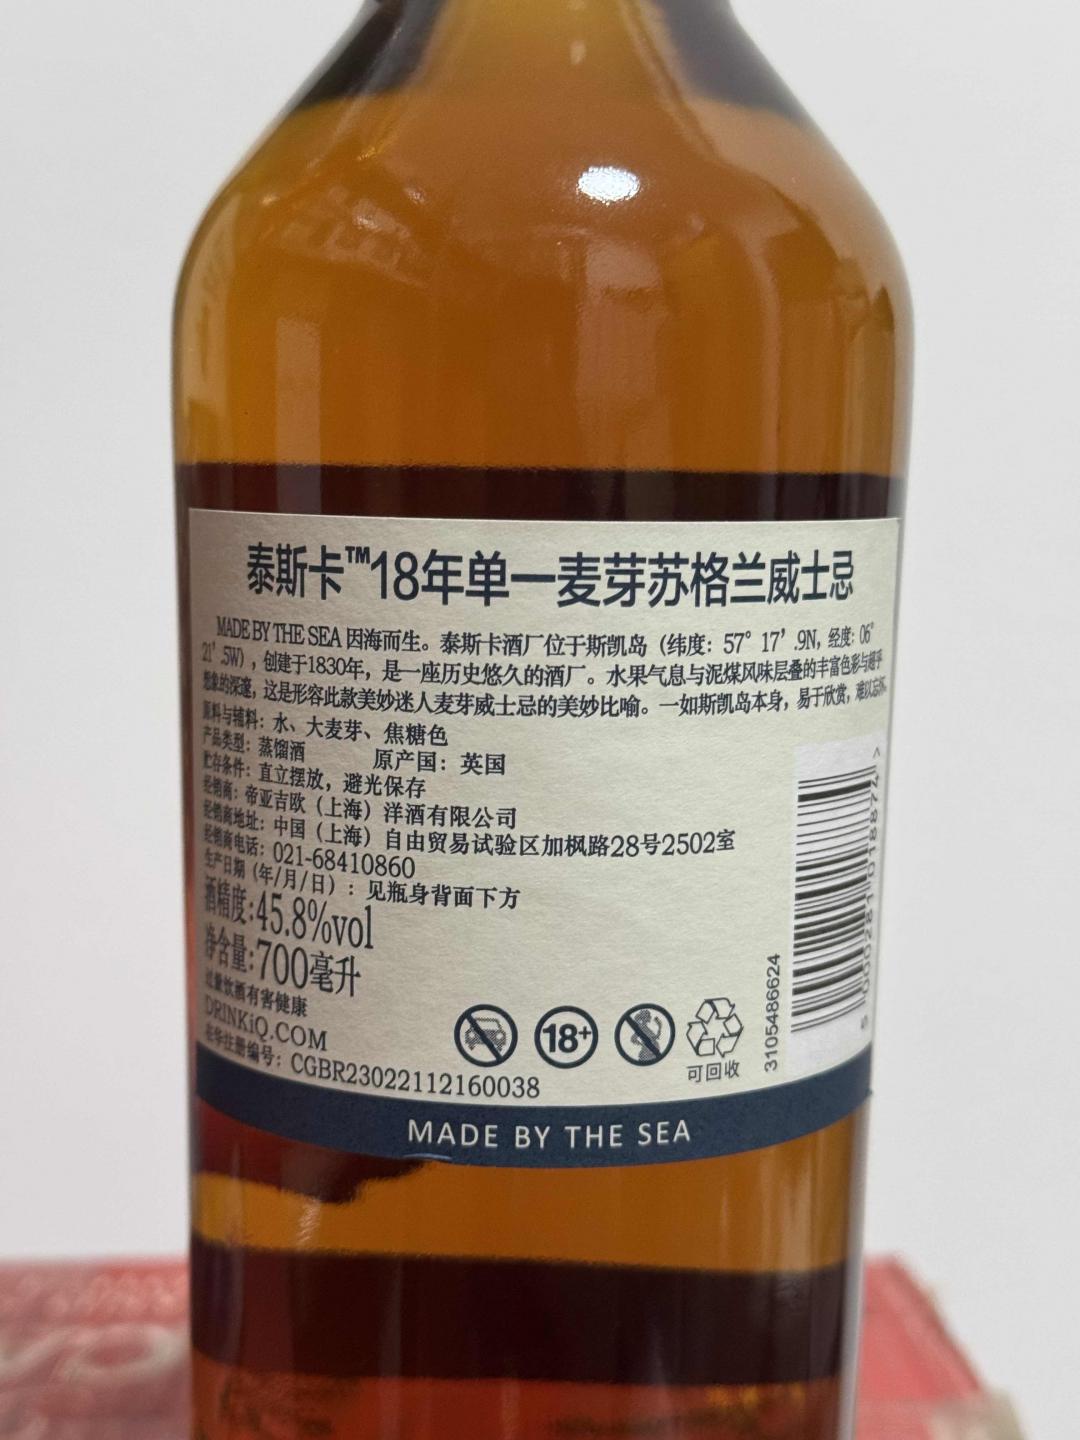 泰斯卡™18年单一麦芽苏格兰威士忌
MADE BY THE SEA 因海而生。泰斯卡酒厂位于斯凯岛（纬度：57° 17’ .9N，经度：06°
21’ .5W），创建于1830年，是一座历史悠久的酒厂。水果气息与泥煤风味层叠的丰富色彩与超乎
想象的深邃，这是形容此款美妙迷人麦芽威士忌的美妙比喻。一如斯凯岛本身，易于欣赏，难以忘怀。
原料与辅料：水、大麦芽、焦糖色
产品类型：蒸馏酒 原产国：英国
贮存条件：直立摆放，避光保存
经销商：帝亚吉欧（上海）洋酒有限公司
经销商地址：中国（上海）自由贸易试验区加枫路28号2502室
经销商电话：021-68410860
生产日期（年/月/日）：见瓶身背面下方
酒精度:45.8%vol
净含量:700毫升
过量饮酒有害健康
DRINKiQ.COM
在华注册编号：CGBR23022112160038
18+
可回收
3105486624
5 000281 018874 >
MADE BY THE SEA